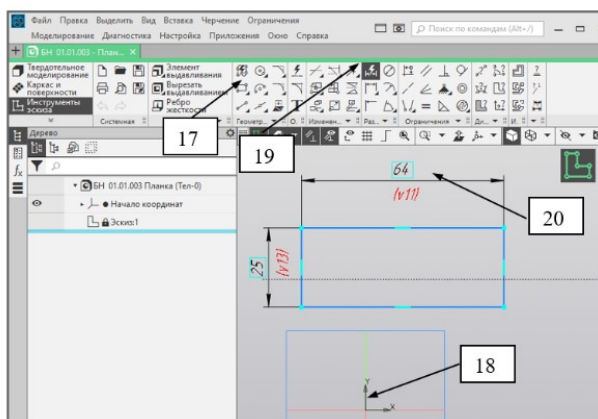 Файл Правка Выделить Вид Вставка Черчение Ограничения
Моделирование Диагностика Настройка Приложения Окно Справка
Поиск по командам (Alt+/)
БН 01.01.003 - План...
Твердотельное моделирование
Каркас и поверхности
Инструменты эскиза
Системная
Элемент выдавливания
Вырезать выдавливанием
Ребро жесткости
Геометр...
О.
Изменен...
Раз...
Ограничения
Ди...
И.
17
19
Дерево
БН 01.01.003 Планка (Тел-0)
Начало координат
Эскиз:1
64
(v11)
20
25
(v13)
18
Y
X